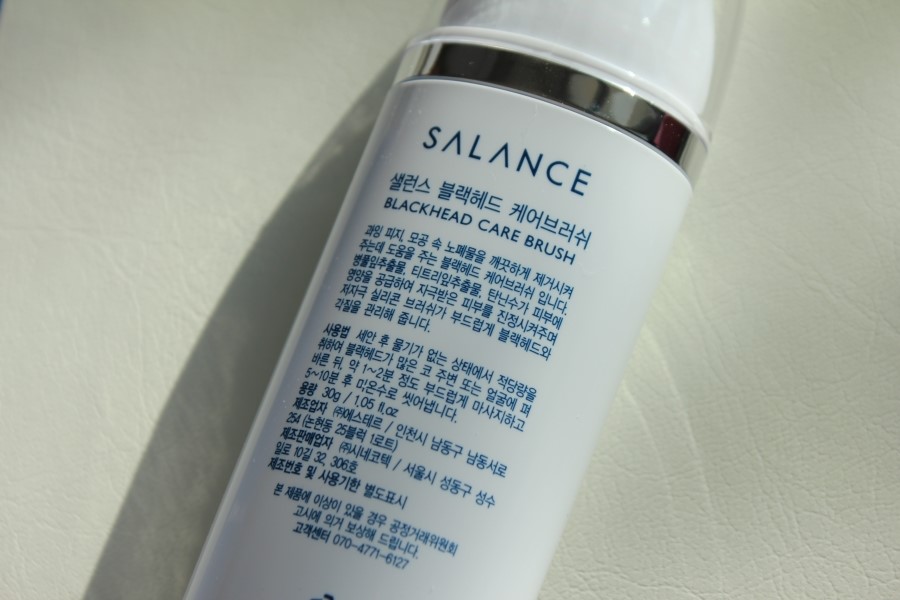 SALANCE
샐런스 블랙헤드 케어브러쉬
BLACKHEAD CARE BRUSH
과잉 피지, 모공 속 노폐물을 깨끗하게 제거시켜
주는데 도움을 주는 블랙헤드 케어브러쉬 입니다.
병풀잎추출물, 티트리잎추출물, 탄닌수가 피부에
영양을 공급하여 자극받은 피부를 진정시켜주며
저자극 실리콘 브러쉬가 부드럽게 블랙헤드와
각질을 관리해 줍니다.
사용법 세안 후 물기가 없는 상태에서 적당량을
취하여 블랙헤드가 많은 코 주변 또는 얼굴에 펴
바른 뒤, 약 1~2분 정도 부드럽게 마사지하고
5~10분 후 미온수로 씻어냅니다.
용량 30g / 1.05 fl.oz
제조업자 ㈜에스테르 / 인천시 남동구 남동서로
254 (논현동 25블럭 1로트)
제조판매업자 ㈜시네코텍 / 서울시 성동구 성수
일로 10길 32, 306호
제조번호 및 사용기한 별도표시
본 제품에 이상이 있을 경우 공정거래위원회
고시에 의거 보상해 드립니다.
고객센터 070-4771-6127